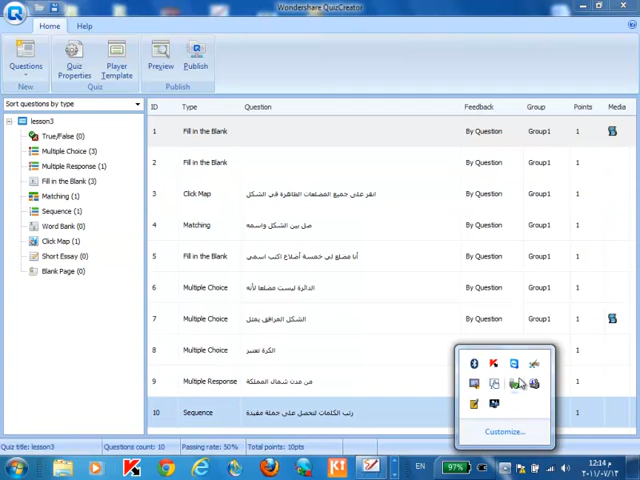 Wondershare QuizCreator
Home Help
Questions Quiz Properties Player Template Preview Publish
New Quiz Publish
Sort questions by type
lesson3
True/False (0)
Multiple Choice (3)
Multiple Response (1)
Fill in the Blank (3)
Matching (1)
Sequence (1)
Word Bank (0)
Click Map (1)
Short Essay (0)
Blank Page (0)
ID Type Question Feedback Group Points Media
1 Fill in the Blank By Question Group1 1
2 Fill in the Blank By Question Group1 1
3 Click Map انقر على جميع المضلعات الظاهرة في الشكل By Question Group1 1
4 Matching صل بين الشكل واسمه By Question Group1 1
5 Fill in the Blank أنا مضلع لي خمسة أضلاع اكتب اسمي By Question Group1 1
6 Multiple Choice الدائرة ليست مضلعا لأنه By Question Group1 1
7 Multiple Choice الشكل المرافق يمثل By Question Group1 1
8 Multiple Choice الكرة تعتبر
9 Multiple Response من مدن شمال المملكة
10 Sequence رتب الكلمات لتحصل على جملة مفيدة 1
Customize...
Quiz title: lesson3 Questions count: 10 Passing rate: 50% Total points: 10pts
EN 97% 12:14 م
٢٠١١/٠٧/١٣